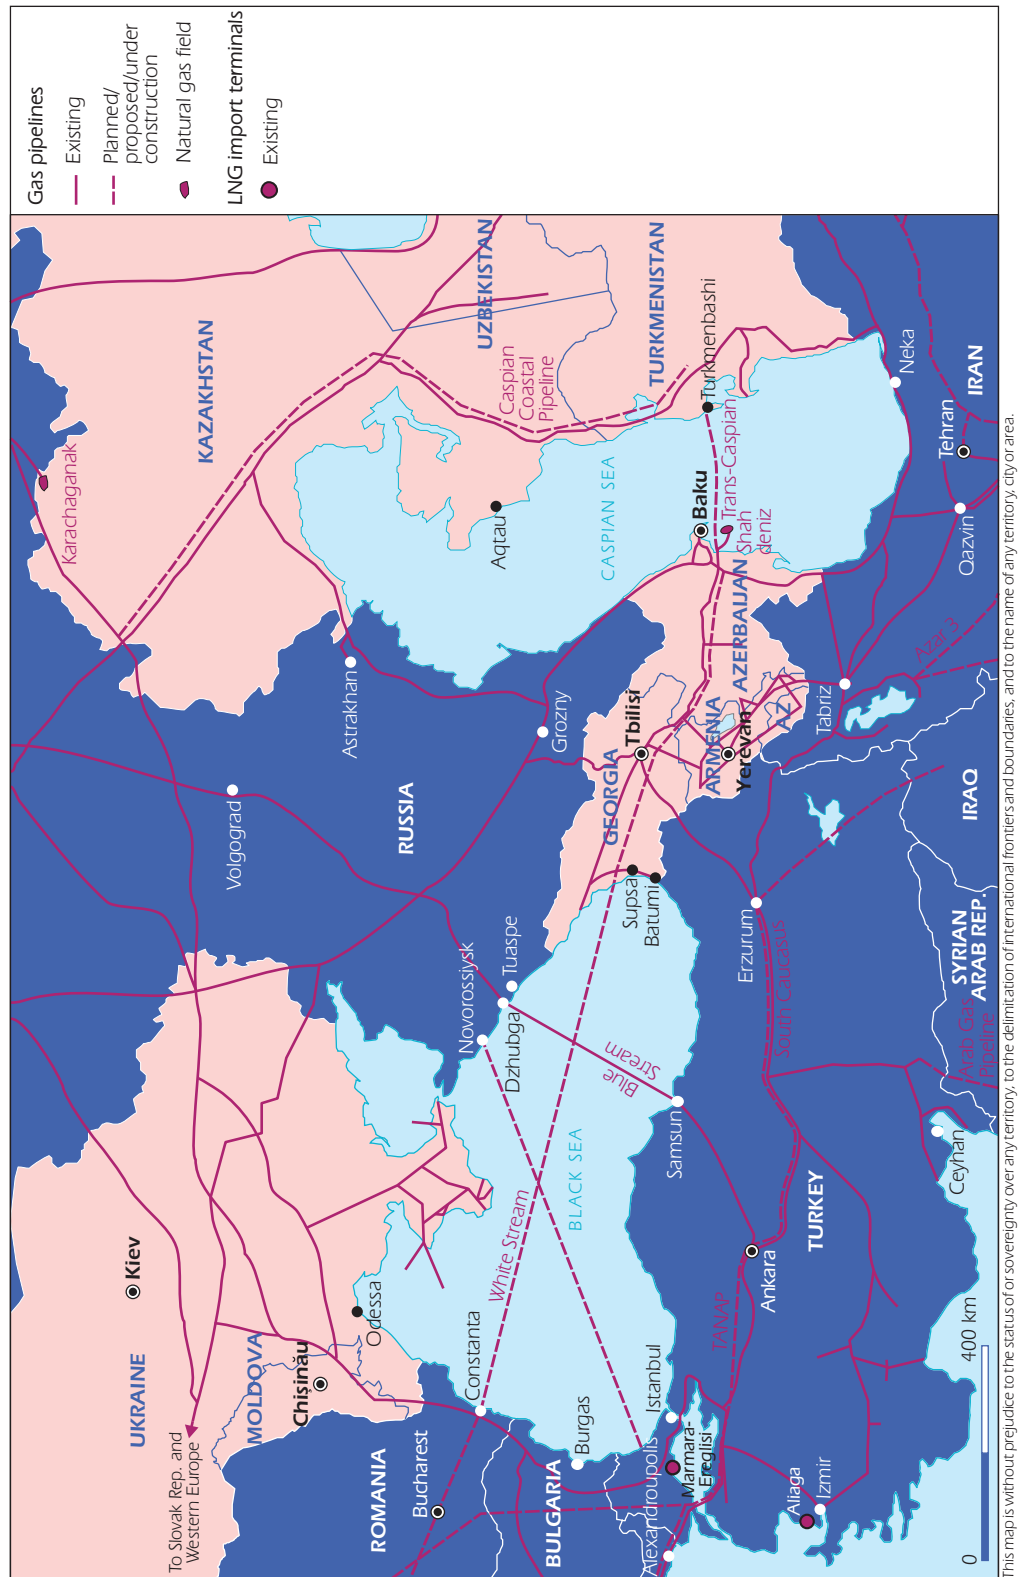 Gas pipelines
Existing
Planned/
proposed/under
construction
Natural gas field
LNG import terminals
Existing
To Slovak Rep. and
Western Europe
UKRAINE
Kiev
MOLDOVA
Chişinău
Odessa
ROMANIA
Bucharest
Constanta
BULGARIA
Burgas
Alexandroupolis
Istanbul
Marmara-
Ereglisi
Aliaga
Izmir
TANAP
Ankara
TURKEY
Samsun
Ceyhan
BLACK SEA
White Stream
Blue
Stream
Novorossiysk
Dzhubga
Tuaspe
RUSSIA
Volgograd
Astrakhan
Grozny
GEORGIA
Tbilisi
Supsa
Batumi
Erzurum
South Caucasus
Arab Gas
Pipeline
SYRIAN
ARAB REP.
IRAQ
ARMENIA
Yerevan
AZ
AZERBAIJAN
Baku
Shah
deniz
Trans-Caspian
Tabriz
Azar 3
Qazvin
Tehran
IRAN
Neka
CASPIAN SEA
Aqtau
Caspian
Coastal
Pipeline
Turkmenbashi
TURKMENISTAN
UZBEKISTAN
KAZAKHSTAN
Karachaganak
0
400 km
This map is without prejudice to the status of or sovereignty over any territory, to the delimitation of international frontiers and boundaries, and to the name of any territory, city or area.